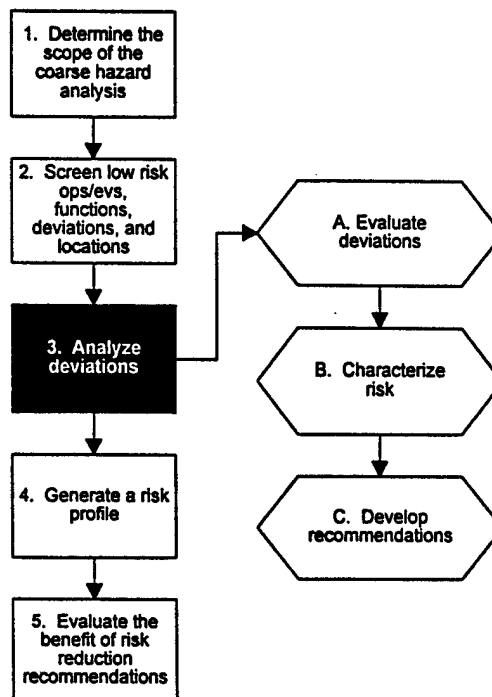 1. Determine the
scope of the
coarse hazard
analysis
2. Screen low risk
ops/evs,
functions,
deviations, and
locations
3. Analyze
deviations
4. Generate a risk
profile
5. Evaluate the
benefit of risk
reduction
recommendations
A. Evaluate
deviations
B. Characterize
risk
C. Develop
recommendations